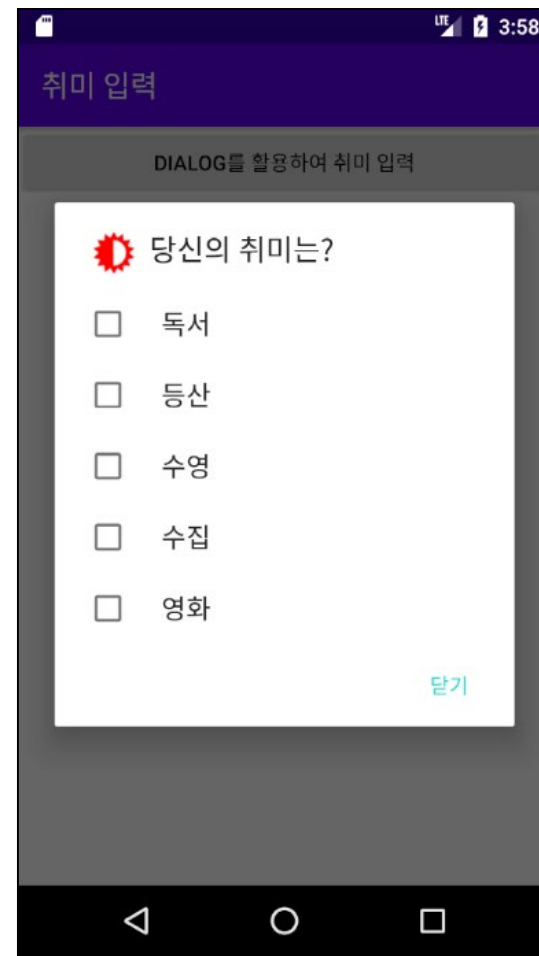 LTE 3:58
취미 입력
DIALOG를 활용하여 취미 입력
당신의 취미는?
독서
등산
수영
수집
영화
닫기